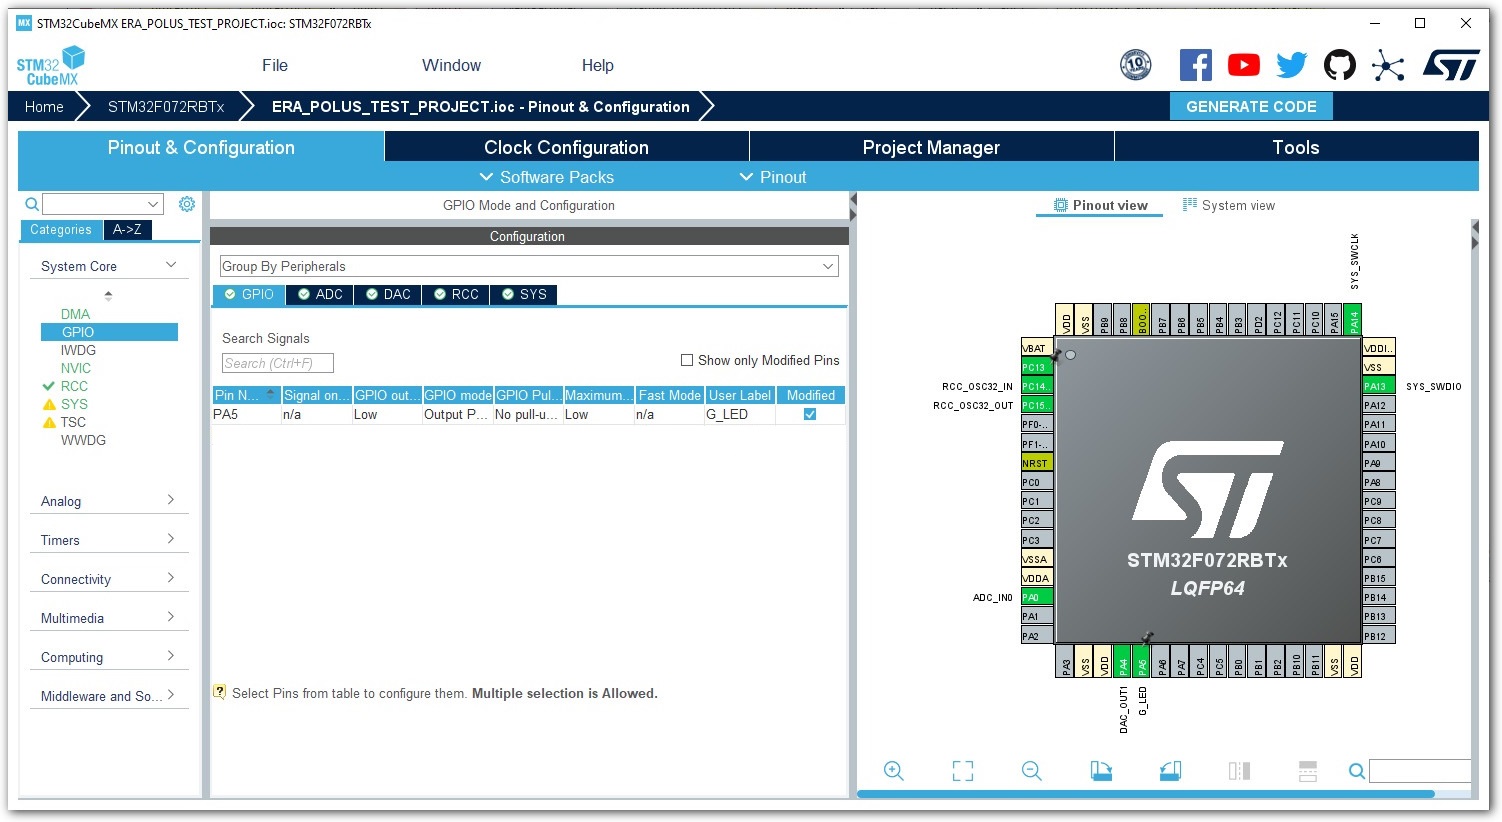 STM32CubeMX ERA_POLUS_TEST_PROJECT.ioc: STM32F072RBTx
STM32 CubeMX
File Window Help
10
Home STM32F072RBTx ERA_POLUS_TEST_PROJECT.ioc - Pinout & Configuration GENERATE CODE
Pinout & Configuration Clock Configuration Project Manager Tools
Software Packs Pinout
GPIO Mode and Configuration
Pinout view System view
Categories A->Z
Configuration
System Core
Group By Peripherals
GPIO ADC DAC RCC SYS
DMA
GPIO
IWDG
NVIC
RCC
SYS
TSC
WWDG
Analog
Timers
Connectivity
Multimedia
Computing
Middleware and So...
Search Signals
Search (Ctrl+F)
Show only Modified Pins
Pin N... Signal on... GPIO out... GPIO mode GPIO Pul... Maximum... Fast Mode User Label Modified
PA5 n/a Low Output P... No pull-u... Low n/a G_LED
Select Pins from table to configure them. Multiple selection is Allowed.
SYS_SWCLK
VDD VSS PB9 PB8 BOO.. PB7 PB6 PB5 PB4 PB3 PD2 PC12 PC11 PC10 PA15 PA14
VBAT
PC13
RCC_OSC32_IN PC14..
RCC_OSC32_OUT PC15..
PF0-..
PF1-..
NRST
PC0
PC1
PC2
PC3
VSSA
VDDA
ADC_IN0 PA0
PA1
PA2
STM32F072RBTx
LQFP64
VDDI..
VSS
PA13 SYS_SWDIO
PA12
PA11
PA10
PA9
PA8
PC9
PC8
PC7
PC6
PB15
PB14
PB13
PB12
PA3 VSS VDD PA4 PA5 PA6 PA7 PC4 PC5 PB0 PB1 PB2 PB10 PB11 VSS VDD
DAC_OUT1 G_LED